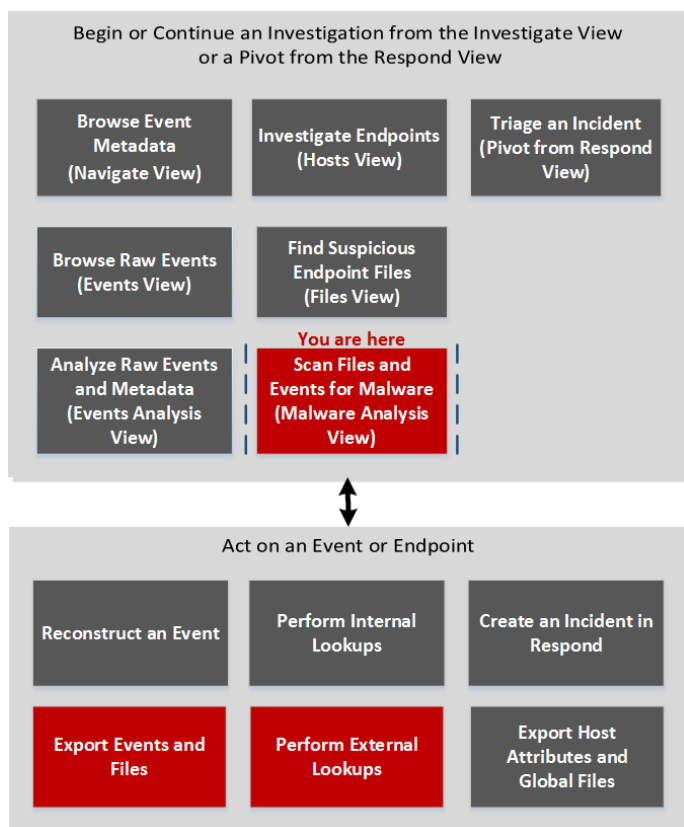 Begin or Continue an Investigation from the Investigate View
or a Pivot from the Respond View
Browse Event
Metadata
(Navigate View)
Investigate Endpoints
(Hosts View)
Triage an Incident
(Pivot from Respond
View)
Browse Raw Events
(Events View)
Find Suspicious
Endpoint Files
(Files View)
Analyze Raw Events
and Metadata
(Events Analysis
View)
You are here
Scan Files and
Events for Malware
(Malware Analysis
View)
Act on an Event or Endpoint
Reconstruct an Event
Perform Internal
Lookups
Create an Incident in
Respond
Export Events and
Files
Perform External
Lookups
Export Host
Attributes and
Global Files